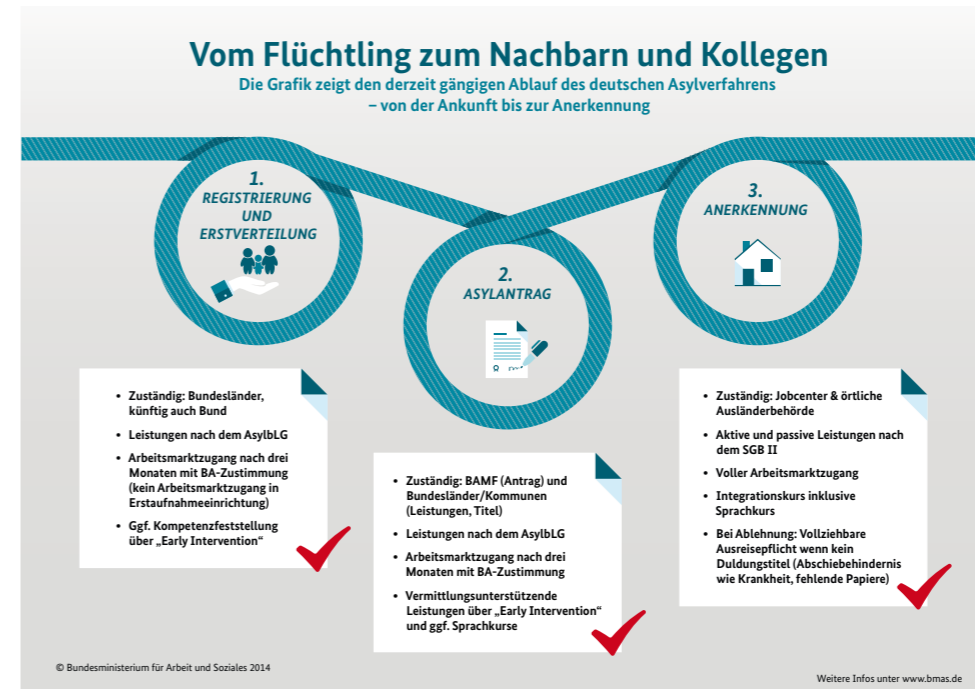 Vom Flüchtling zum Nachbarn und Kollegen
Die Grafik zeigt den derzeit gängigen Ablauf des deutschen Asylverfahrens
– von der Ankunft bis zur Anerkennung
1.
REGISTRIERUNG
UND
ERSTVERTEILUNG
2.
ASYLANTRAG
3.
ANERKENNUNG
• Zuständig: Bundesländer,
künftig auch Bund
• Leistungen nach dem AsylbLG
• Arbeitsmarktzugang nach drei
Monaten mit BA-Zustimmung
(kein Arbeitsmarktzugang in
Erstaufnahmeeinrichtung)
• Ggf. Kompetenzfeststellung
über „Early Intervention“
• Zuständig: BAMF (Antrag) und
Bundesländer/Kommunen
(Leistungen, Titel)
• Leistungen nach dem AsylbLG
• Arbeitsmarktzugang nach drei
Monaten mit BA-Zustimmung
• Vermittlungsunterstützende
Leistungen über „Early Intervention“
und ggf. Sprachkurse
• Zuständig: Jobcenter & örtliche
Ausländerbehörde
• Aktive und passive Leistungen nach
dem SGB II
• Voller Arbeitsmarktzugang
• Integrationskurs inklusive
Sprachkurs
• Bei Ablehnung: Vollziehbare
Ausreisepflicht wenn kein
Duldungstitel (Abschiebehindernis
wie Krankheit, fehlende Papiere)
© Bundesministerium für Arbeit und Soziales 2014
Weitere Infos unter www.bmas.de